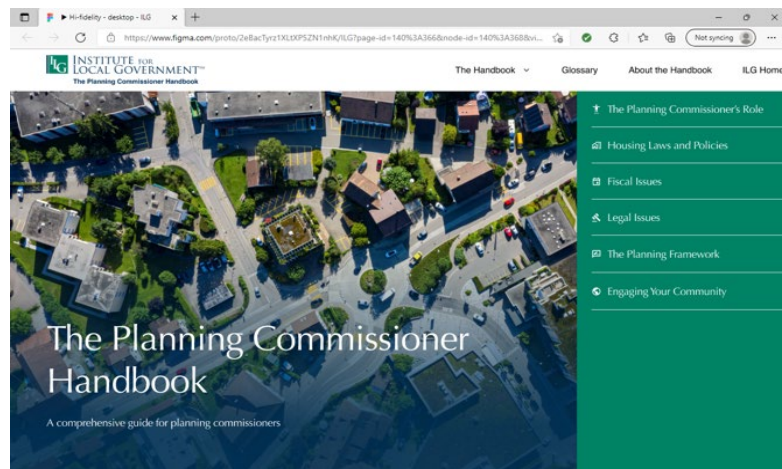 Hi-fidelity - desktop - ILG
https://www.figma.com/proto/2e8acTyrz1XLtXP5ZN1nhK/ILG?page-id=140%3A366&node-id=140%3A368&vi...
Not syncing
ILG
INSTITUTE FOR
LOCAL GOVERNMENT℠
The Planning Commissioner Handbook
The Handbook
Glossary
About the Handbook
ILG Home
The Planning Commissioner's Role
Housing Laws and Policies
Fiscal Issues
Legal Issues
The Planning Framework
Engaging Your Community
The Planning Commissioner
Handbook
A comprehensive guide for planning commissioners